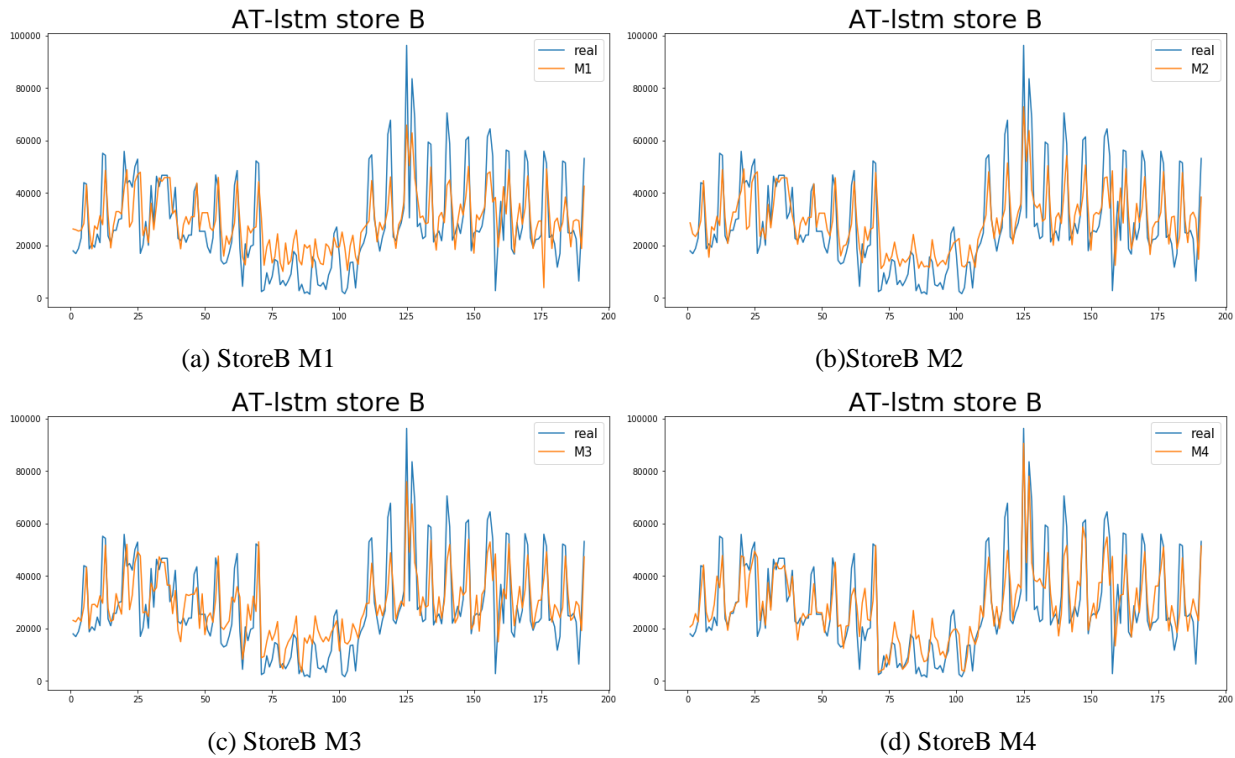 AT-lstm store B
100000
80000
60000
40000
20000
0
0 25 50 75 100 125 150 175 200
real
M1
(a) StoreB M1
AT-lstm store B
100000
80000
60000
40000
20000
0
0 25 50 75 100 125 150 175 200
real
M2
(b)StoreB M2
AT-lstm store B
100000
80000
60000
40000
20000
0
0 25 50 75 100 125 150 175 200
real
M3
(c) StoreB M3
AT-lstm store B
100000
80000
60000
40000
20000
0
0 25 50 75 100 125 150 175 200
real
M4
(d) StoreB M4